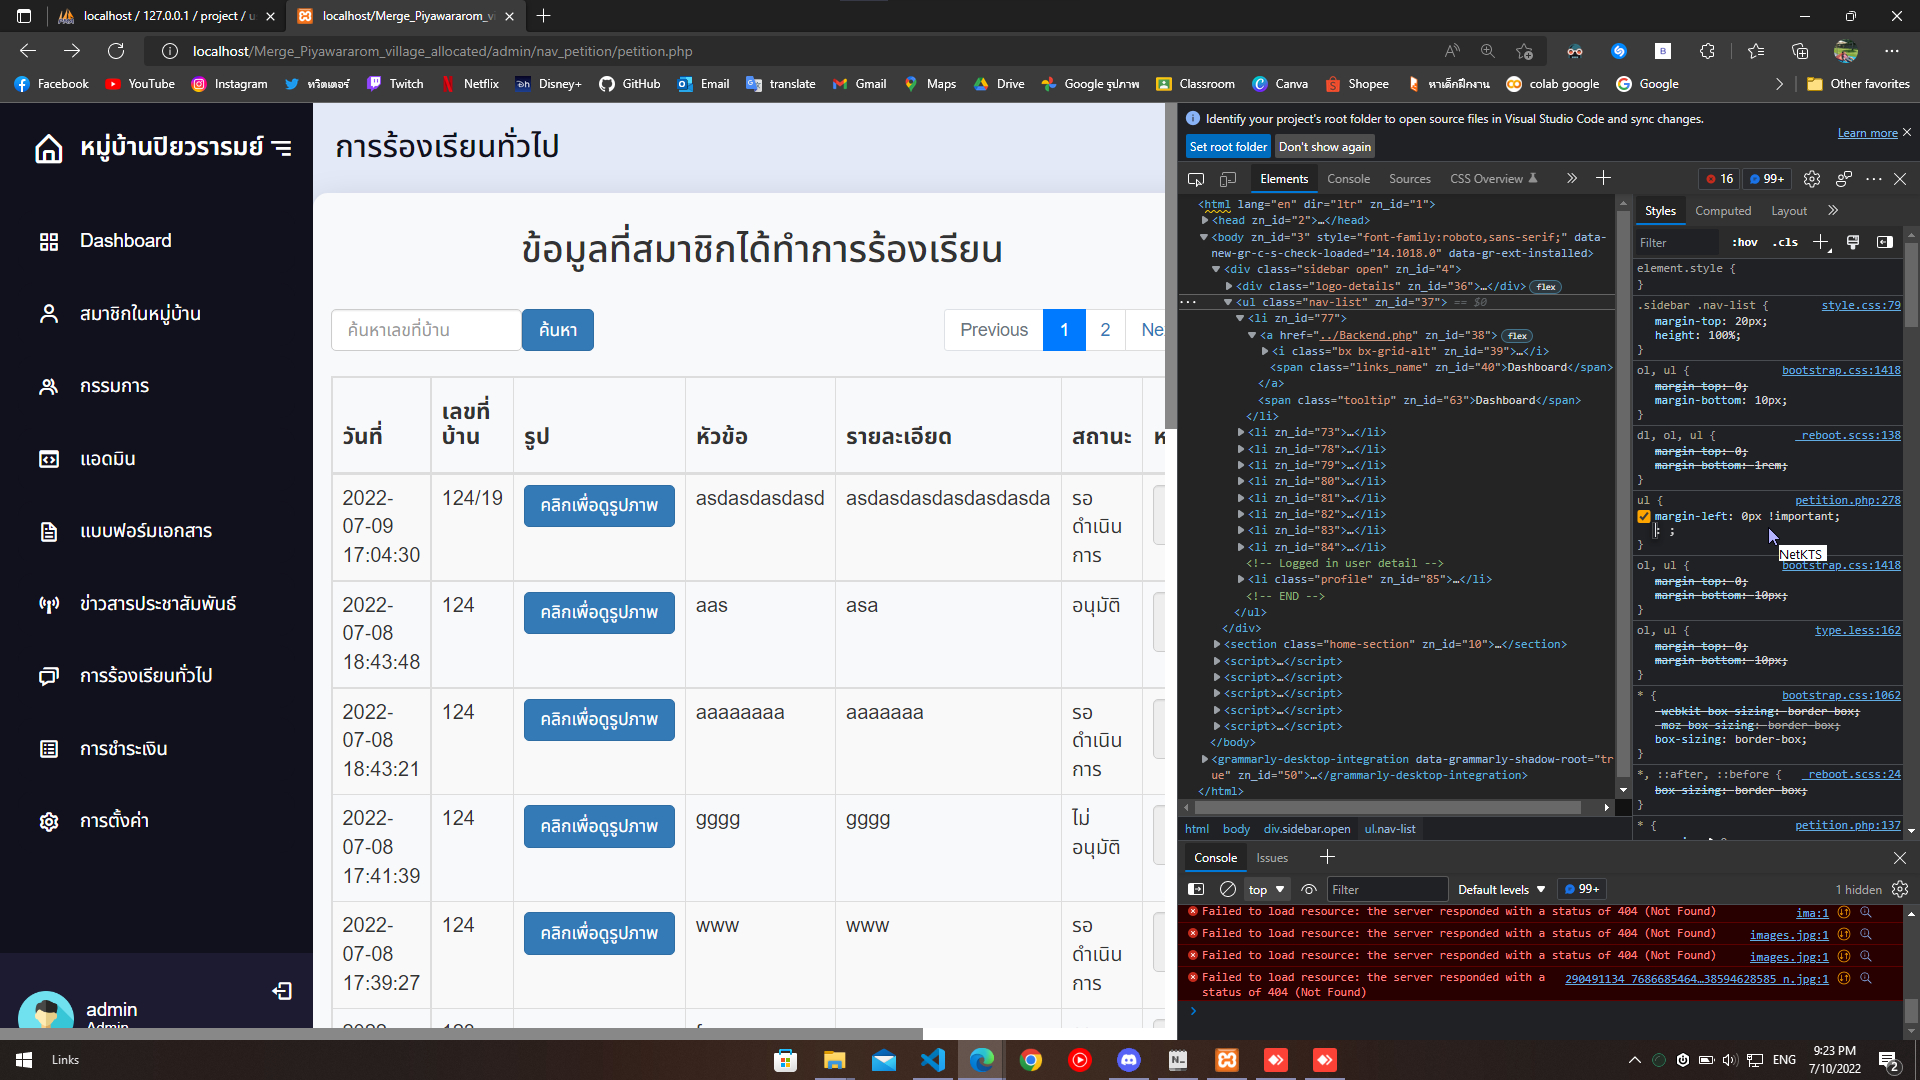 localhost / 127.0.0.1 / project / u
localhost/Merge_Piyawararom_vi
localhost/Merge_Piyawararom_village_allocated/admin/nav_petition/petition.php
Facebook YouTube Instagram ทวิตเตอร์ Twitch Netflix Disney+ GitHub Email translate Gmail Maps Drive Google รูปภาพ Classroom Canva Shopee หาเด็กฝึกงาน colab google Google Other favorites
หมู่บ้านปิยวรารมย์
Dashboard
สมาชิกในหมู่บ้าน
กรรมการ
แอดมิน
แบบฟอร์มเอกสาร
ข่าวสารประชาสัมพันธ์
การร้องเรียนทั่วไป
การชำระเงิน
การตั้งค่า
admin
Admin
การร้องเรียนทั่วไป
ข้อมูลที่สมาชิกได้ทำการร้องเรียน
ค้นหาเลขที่บ้าน ค้นหา Previous 1 2 Ne
วันที่ เลขที่บ้าน รูป หัวข้อ รายละเอียด สถานะ ห
2022-07-09 17:04:30 124/19 คลิกเพื่อดูรูปภาพ asdasdasdasd asdasdasdasdasdasda รอดำเนินการ
2022-07-08 18:43:48 124 คลิกเพื่อดูรูปภาพ aas asa อนุมัติ
2022-07-08 18:43:21 124 คลิกเพื่อดูรูปภาพ aaaaaaaa aaaaaaa รอดำเนินการ
2022-07-08 17:41:39 124 คลิกเพื่อดูรูปภาพ gggg gggg ไม่อนุมัติ
2022-07-08 17:39:27 124 คลิกเพื่อดูรูปภาพ www www รอดำเนินการ
Identify your project's root folder to open source files in Visual Studio Code and sync changes.
Learn more
Set root folder Don't show again
Elements Console Sources CSS Overview 16 99+
<html lang="en" dir="ltr" zn_id="1">
<head zn_id="2">…</head>
<body zn_id="3" style="font-family:roboto,sans-serif;" data-
new-gr-c-s-check-loaded="14.1018.0" data-gr-ext-installed>
<div class="sidebar open" zn_id="4">
<div class="logo-details" zn_id="36">…</div> flex
<ul class="nav-list" zn_id="37"> == $0
<li zn_id="77">
<a href="../Backend.php" zn_id="38"> flex
<i class="bx bx-grid-alt" zn_id="39">…</i>
<span class="links_name" zn_id="40">Dashboard</span>
</a>
<span class="tooltip" zn_id="63">Dashboard</span>
</li>
<li zn_id="73">…</li>
<li zn_id="78">…</li>
<li zn_id="79">…</li>
<li zn_id="80">…</li>
<li zn_id="81">…</li>
<li zn_id="82">…</li>
<li zn_id="83">…</li>
<li zn_id="84">…</li>
<!-- Logged in user detail -->
<li class="profile" zn_id="85">…</li>
<!-- END -->
</ul>
</div>
<section class="home-section" zn_id="10">…</section>
<script>…</script>
<script>…</script>
<script>…</script>
<script>…</script>
<script>…</script>
</body>
<grammarly-desktop-integration data-grammarly-shadow-root="tr
ue" zn_id="50">…</grammarly-desktop-integration>
</html>
html body div.sidebar.open ul.nav-list
Styles Computed Layout
Filter :hov .cls
element.style {
}
.sidebar .nav-list { style.css:79
margin-top: 20px;
height: 100%;
}
ol, ul { bootstrap.css:1418
margin-top: 0;
margin-bottom: 10px;
}
dl, ol, ul { _reboot.scss:138
margin-top: 0;
margin-bottom: 1rem;
}
ul { petition.php:278
margin-left: 0px !important;
: ;
}
NetKTS
ol, ul { bootstrap.css:1418
margin-top: 0;
margin-bottom: 10px;
}
ol, ul { type.less:162
margin-top: 0;
margin-bottom: 10px;
}
* { bootstrap.css:1062
-webkit-box-sizing: border-box;
-moz-box-sizing: border-box;
box-sizing: border-box;
}
*, ::after, ::before { _reboot.scss:24
box-sizing: border-box;
}
* { petition.php:137
Console Issues
top Filter Default levels 99+ 1 hidden
Failed to load resource: the server responded with a status of 404 (Not Found) ima:1
Failed to load resource: the server responded with a status of 404 (Not Found) images.jpg:1
Failed to load resource: the server responded with a status of 404 (Not Found) images.jpg:1
Failed to load resource: the server responded with a 290491134_7686685464…38594628585_n.jpg:1
status of 404 (Not Found)
Links
ENG
9:23 PM
7/10/2022
2